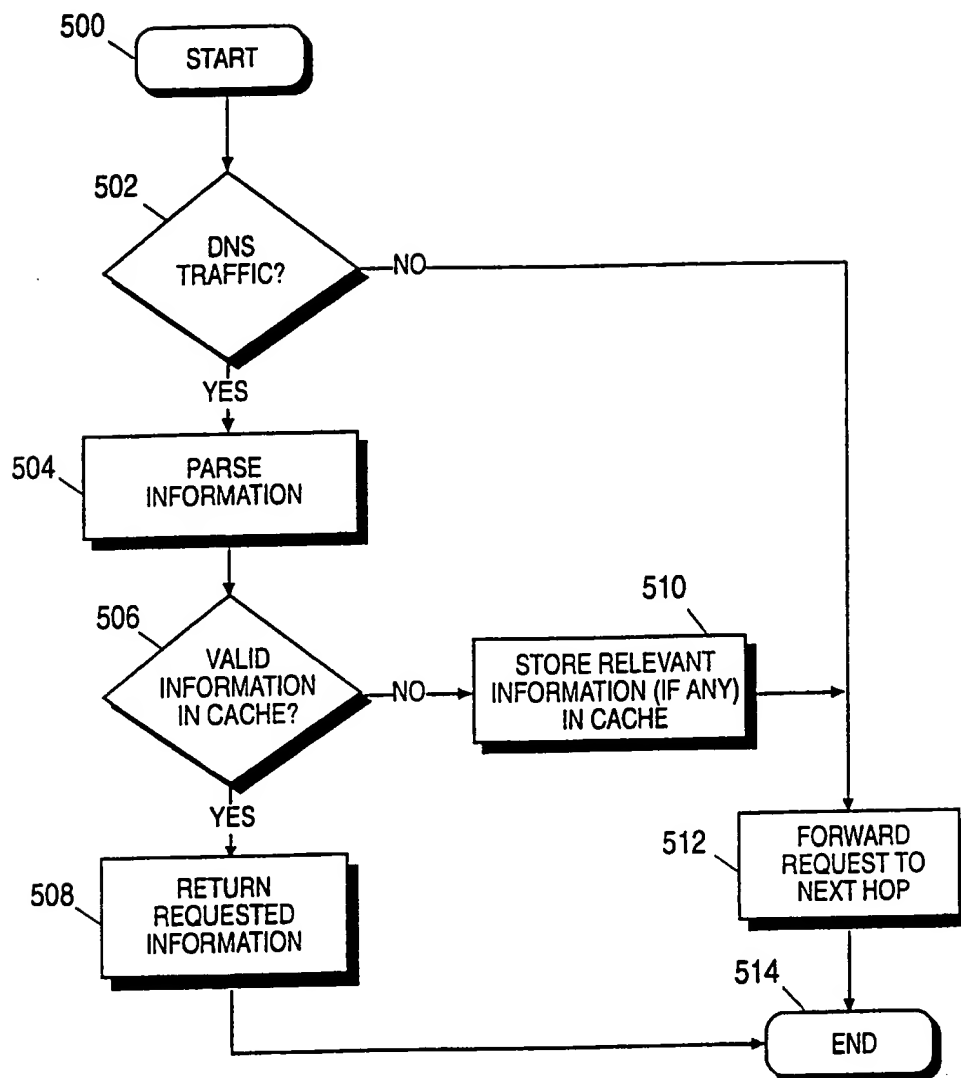 500
START
502
DNS
TRAFFIC?
NO
YES
504
PARSE
INFORMATION
506
VALID
INFORMATION
IN CACHE?
NO
510
STORE RELEVANT
INFORMATION (IF ANY)
IN CACHE
YES
508
RETURN
REQUESTED
INFORMATION
512
FORWARD
REQUEST TO
NEXT HOP
514
END